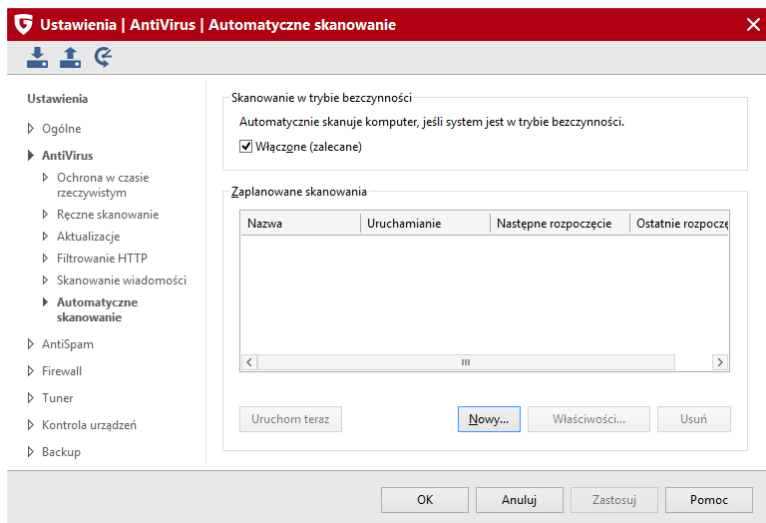 Ustawienia | AntiVirus | Automatyczne skanowanie
Ustawienia
Ogólne
AntiVirus
Ochrona w czasie
rzeczywistym
Ręczne skanowanie
Aktualizacje
Filtrowanie HTTP
Skanowanie wiadomości
Automatyczne
skanowanie
AntiSpam
Firewall
Tuner
Kontrola urządzeń
Backup
Skanowanie w trybie bezczynności
Automatycznie skanuje komputer, jeśli system jest w trybie bezczynności.
Włączone (zalecane)
Zaplanowane skanowania
Nazwa Uruchamianie Następne rozpoczęcie Ostatnie rozpoczę
Uruchom teraz Nowy... Właściwości... Usuń
OK Anuluj Zastosuj Pomoc